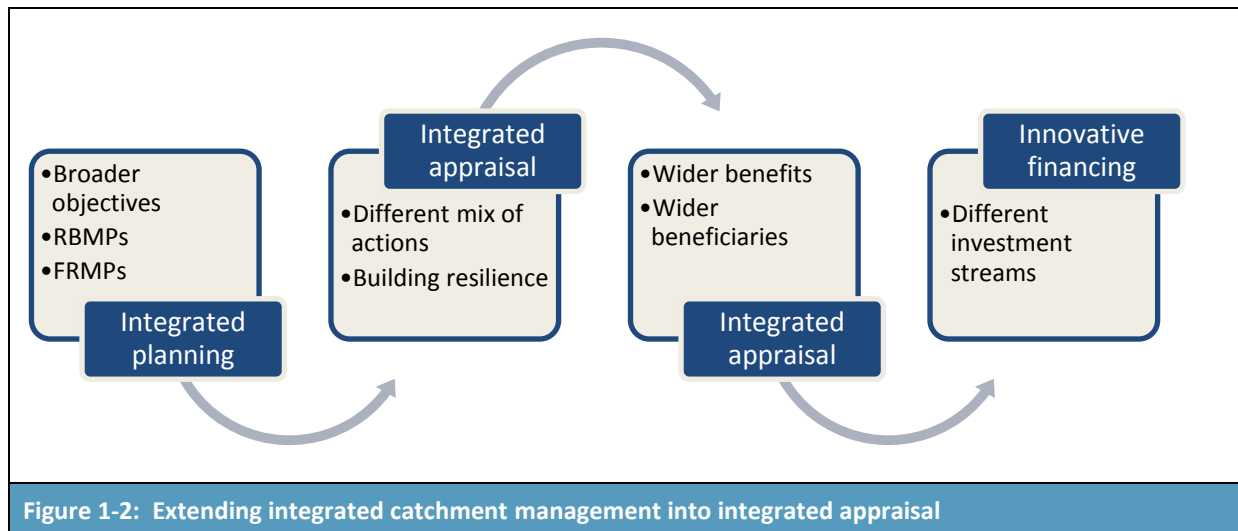 •Broader
objectives
•RBMPs
•FRMPs
Integrated
planning
Integrated
appraisal
•Different mix of
actions
•Building resilience
•Wider benefits
•Wider
beneficiaries
Integrated
appraisal
Innovative
financing
•Different
investment
streams
Figure 1-2: Extending integrated catchment management into integrated appraisal